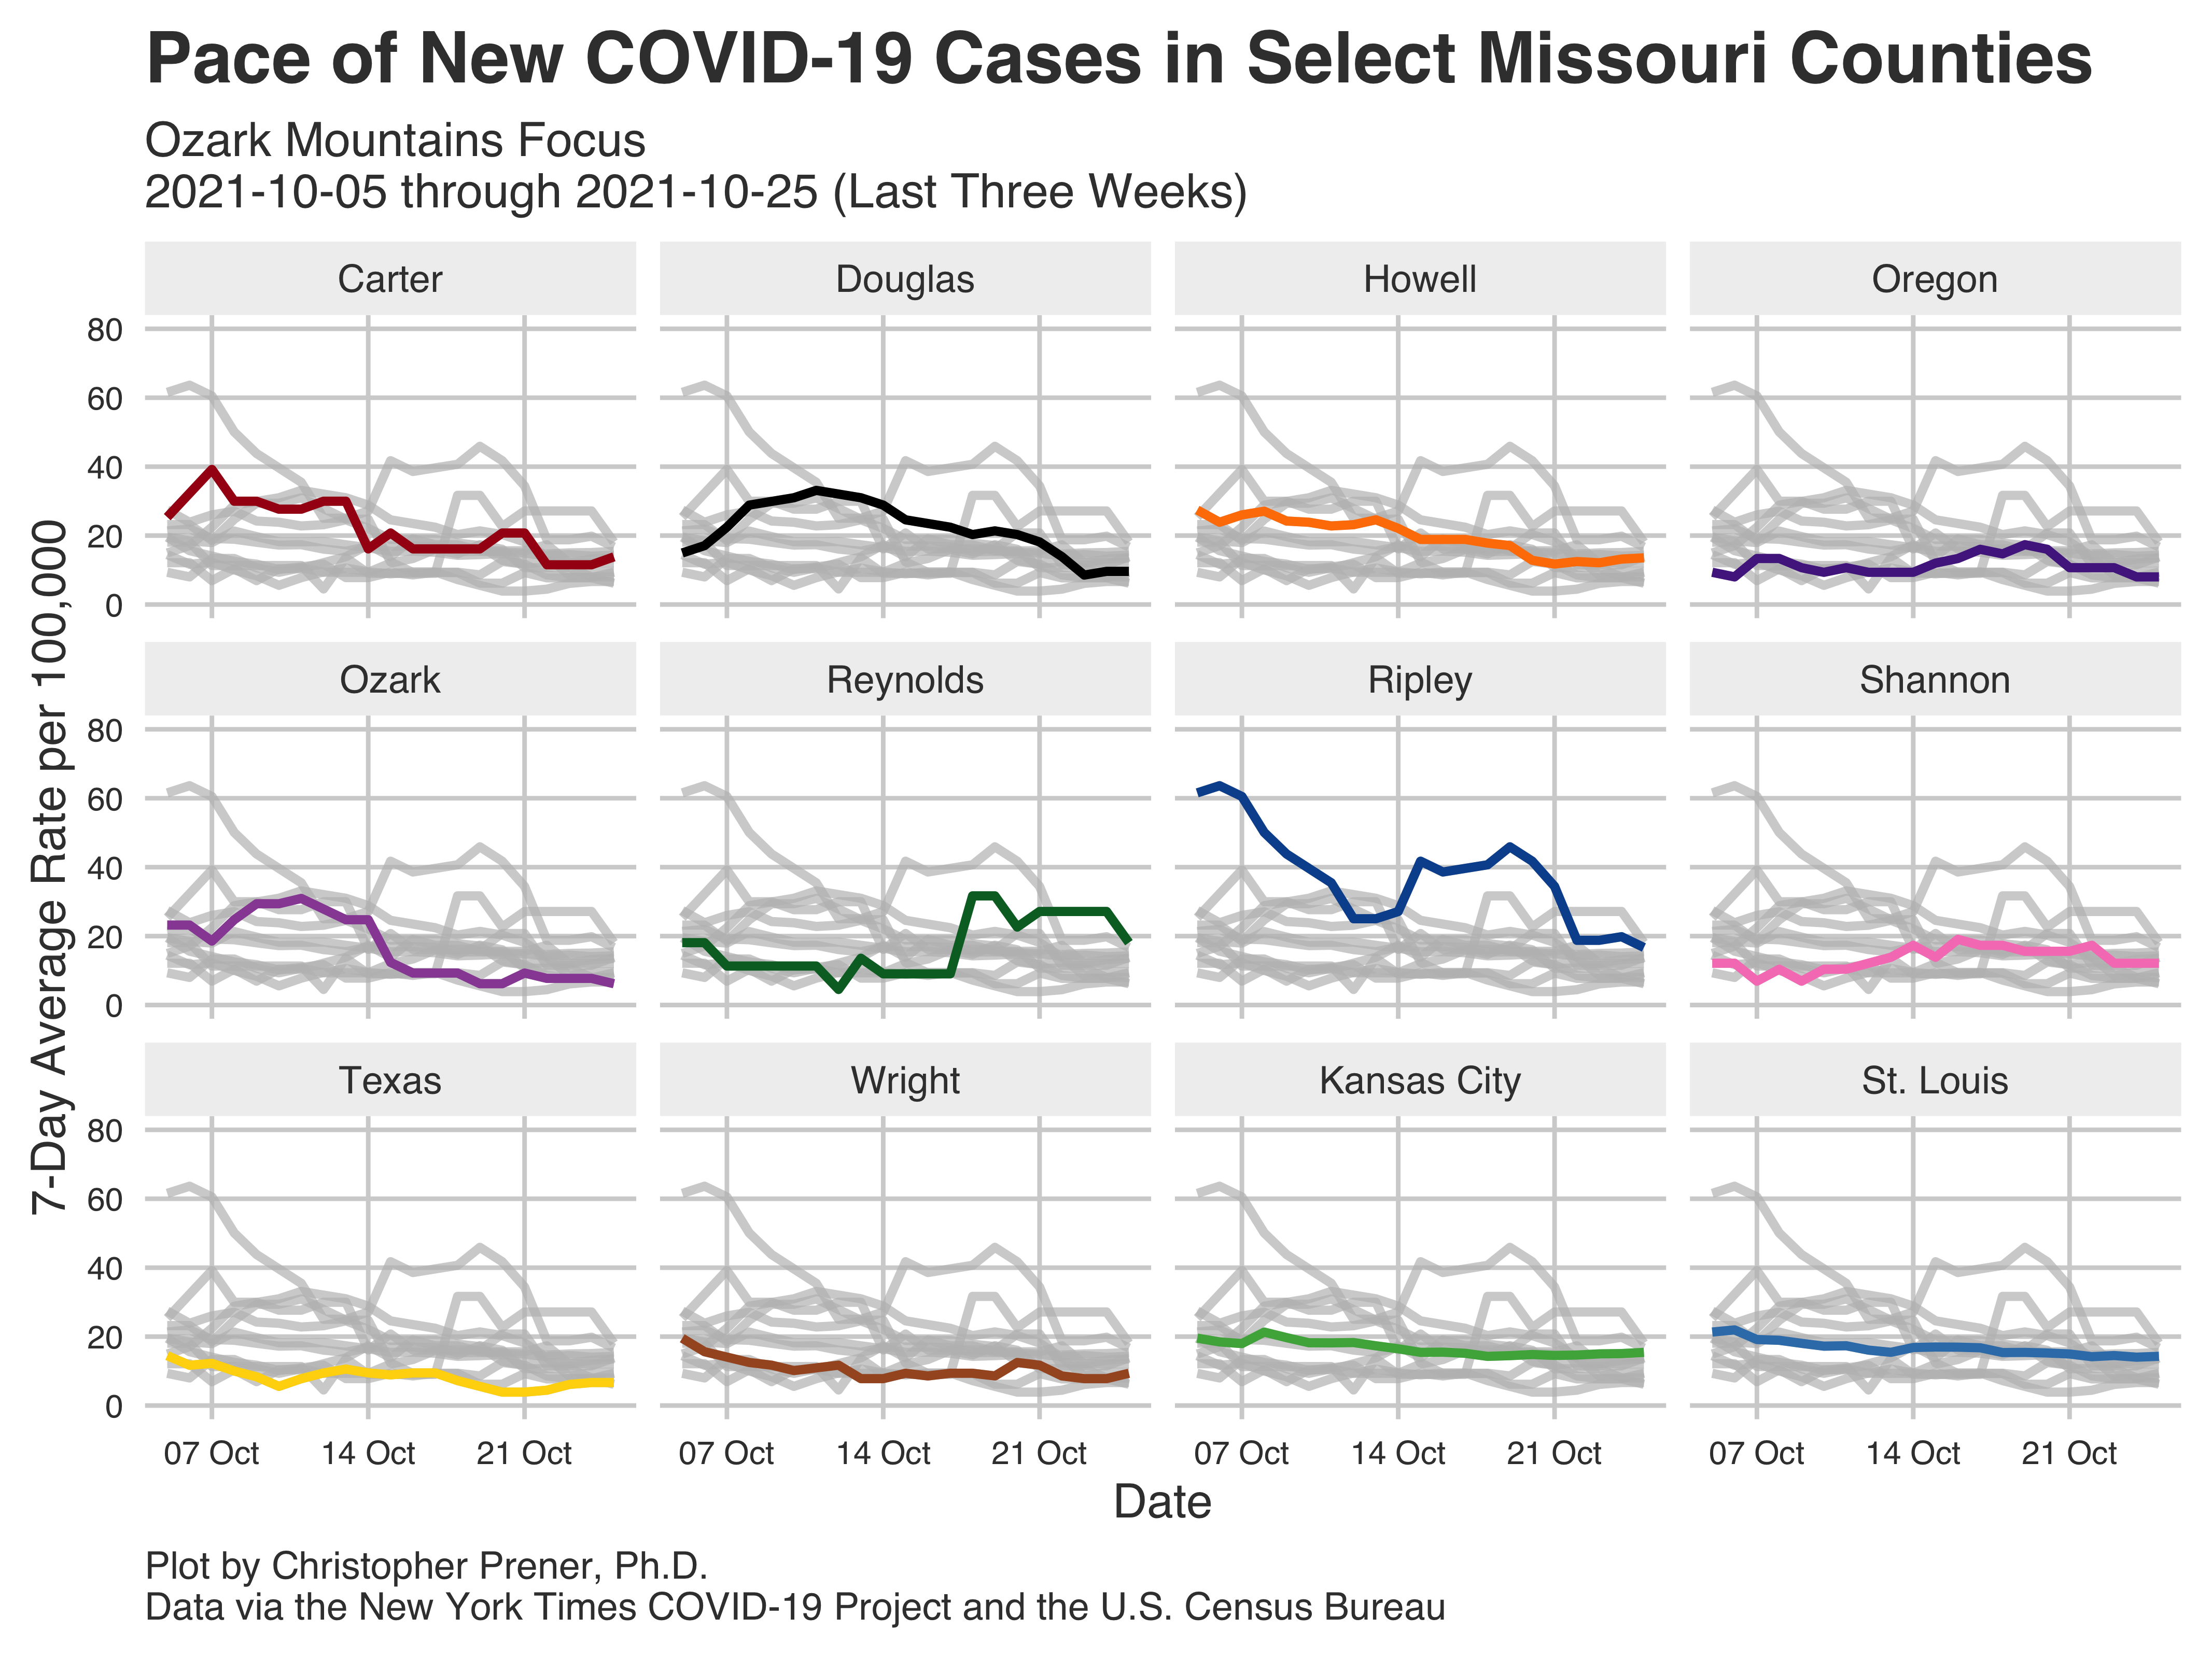 Pace of New COVID-19 Cases in Select Missouri Counties
Ozark Mountains Focus
2021-10-05 through 2021-10-25 (Last Three Weeks)
7-Day Average Rate per 100,000
Carter
Douglas
Howell
Oregon
80
60
40
20
0
Ozark
Reynolds
Ripley
Shannon
80
60
40
20
0
Texas
Wright
Kansas City
St. Louis
80
60
40
20
0
07 Oct 14 Oct 21 Oct
07 Oct 14 Oct 21 Oct
07 Oct 14 Oct 21 Oct
07 Oct 14 Oct 21 Oct
Date
Plot by Christopher Prener, Ph.D.
Data via the New York Times COVID-19 Project and the U.S. Census Bureau